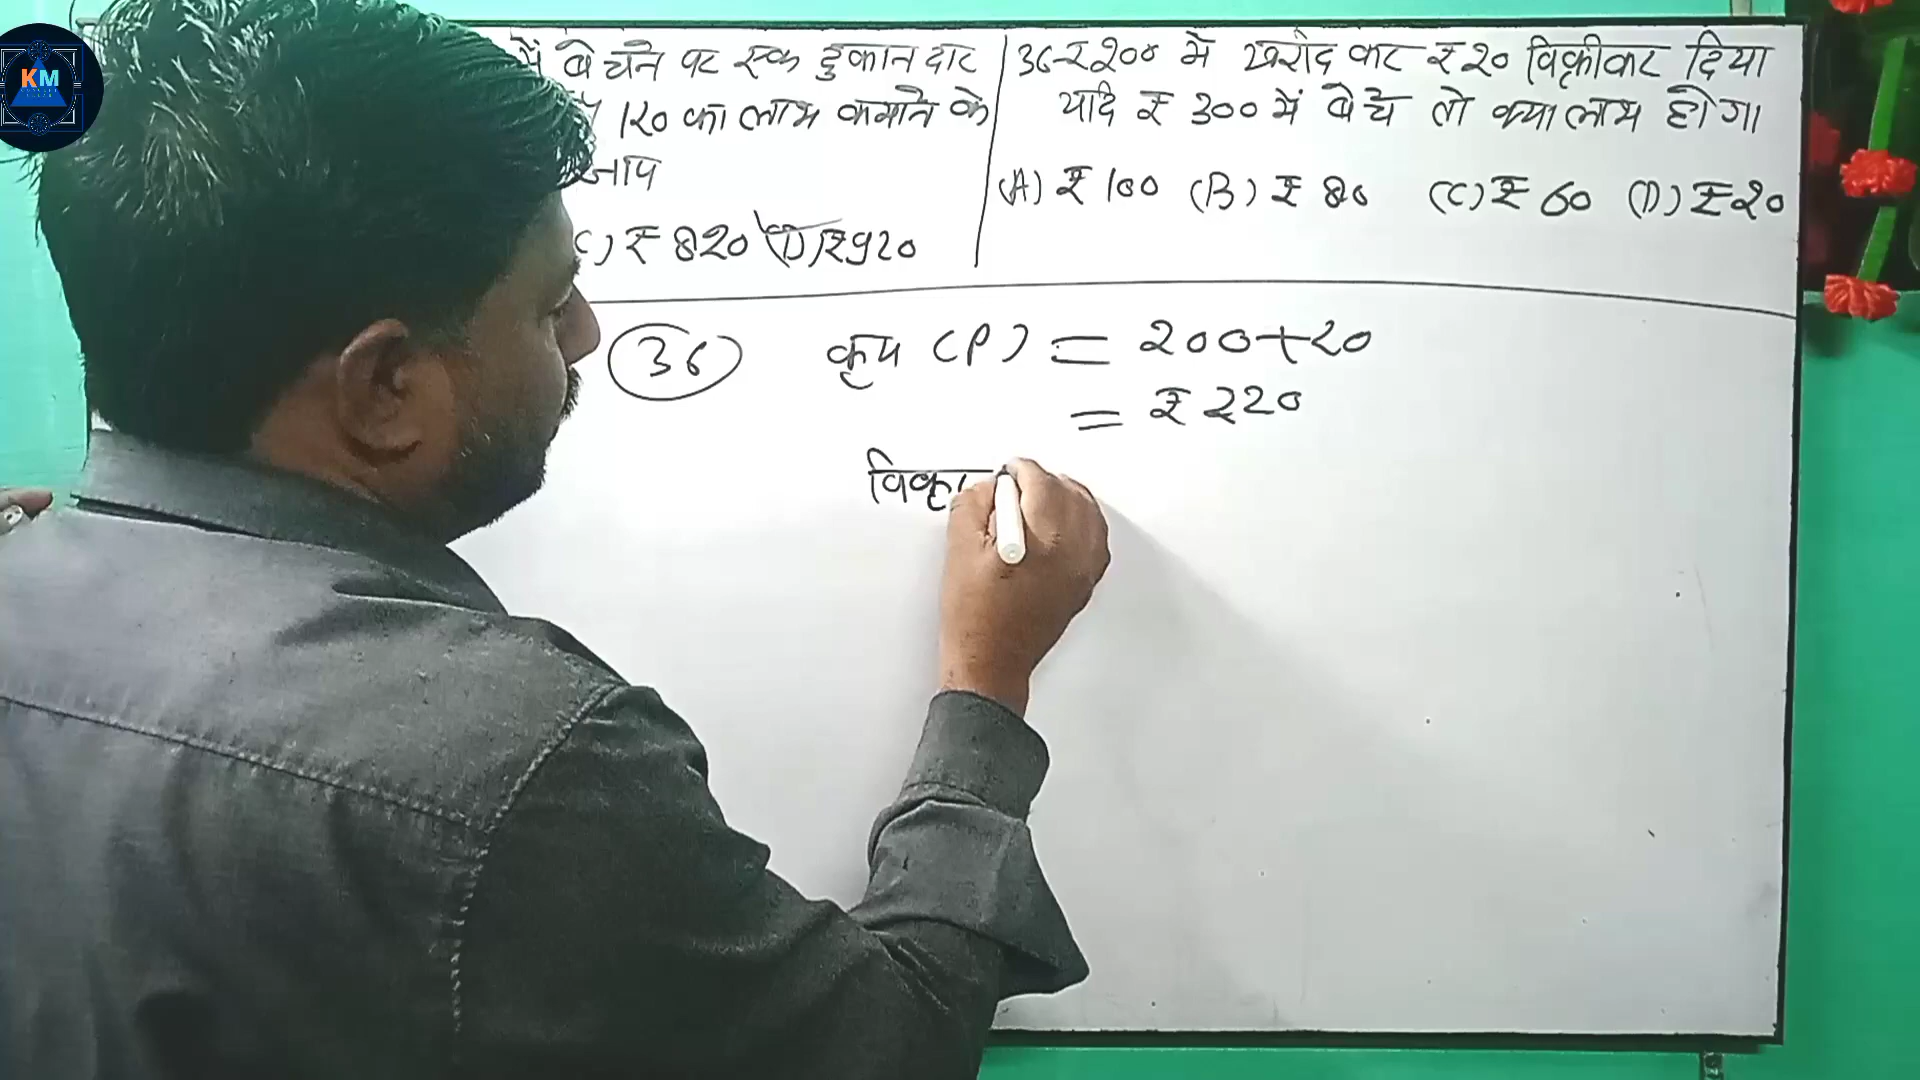 KM
में बेचने पर एक दुकानदार
120 का लाभ कमाने के
जाय
C) ₹ 820 (D) ₹920
36- ₹200 में खरीद कर ₹20 विक्रीकर दिया
यदि ₹ 300 में बेचे तो क्या लाभ होगा
(A) ₹ 100 (B) ₹ 80 (C) ₹ 60 (D) ₹20
36 क्रय (P) = 200+20
= ₹ 220
विक्रय